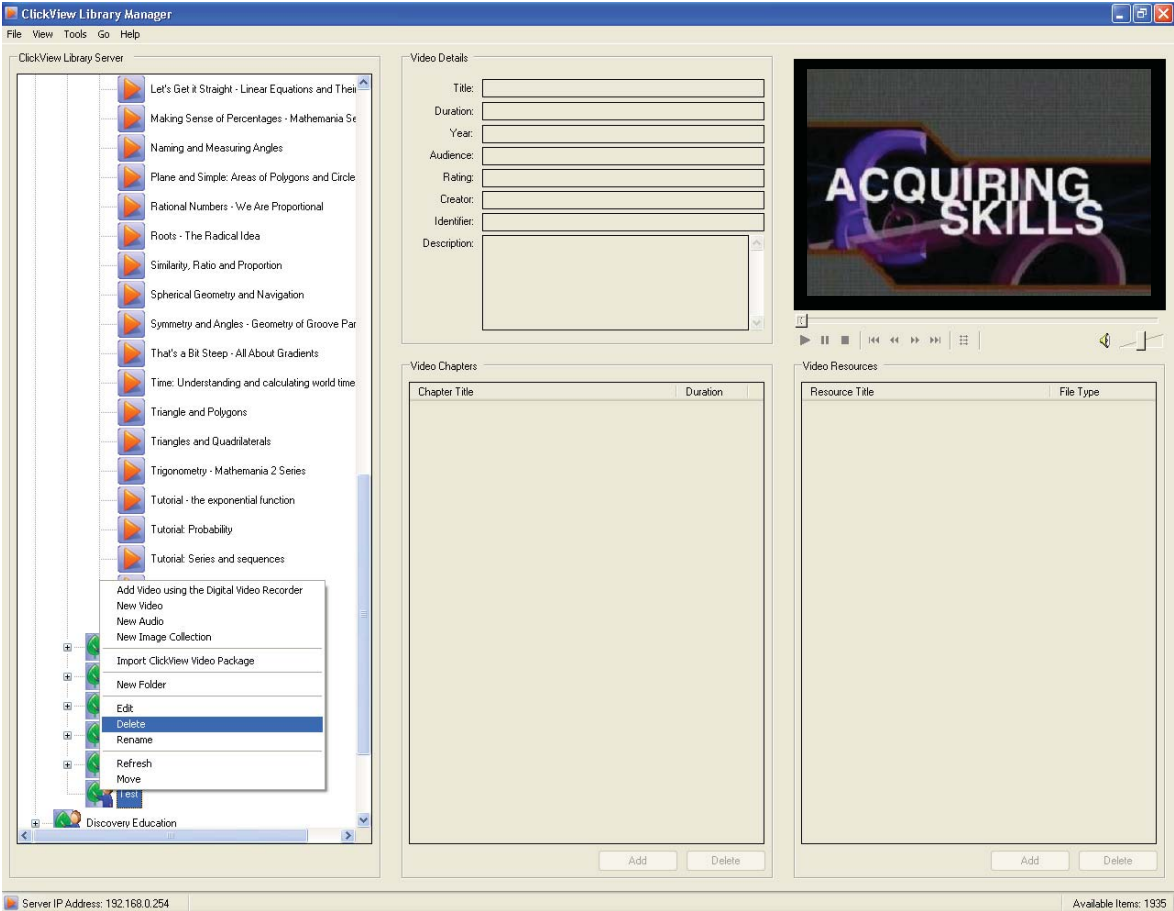 ClickView Library Manager
File View Tools Go Help
ClickView Library Server
Let's Get it Straight - Linear Equations and Their
Making Sense of Percentages - Mathemania Se
Naming and Measuring Angles
Plane and Simple: Areas of Polygons and Circle
Rational Numbers - We Are Proportional
Roots - The Radical Idea
Similarity, Ratio and Proportion
Spherical Geometry and Navigation
Symmetry and Angles - Geometry of Groove Par
That's a Bit Steep - All About Gradients
Time: Understanding and calculating world time
Triangle and Polygons
Triangles and Quadrilaterals
Trigonometry - Mathemania 2 Series
Tutorial - the exponential function
Tutorial: Probability
Tutorial: Series and sequences
Add Video using the Digital Video Recorder
New Video
New Audio
New Image Collection
Import ClickView Video Package
New Folder
Edit
Delete
Rename
Refresh
Move
Test
Discovery Education
Video Details
Title:
Duration:
Year:
Audience:
Rating:
Creator:
Identifier:
Description:
ACQUIRING
SKILLS
Video Chapters
Chapter Title Duration
Add Delete
Video Resources
Resource Title File Type
Add Delete
Server IP Address: 192.168.0.254
Available Items: 1935